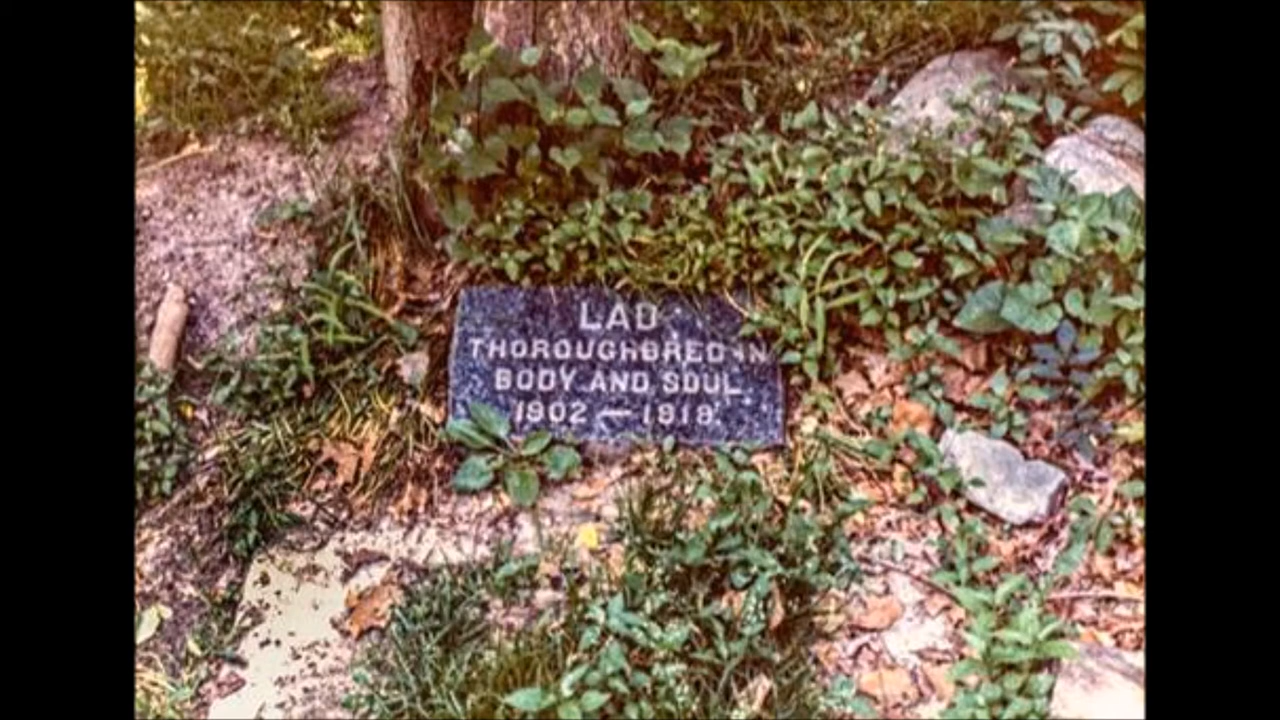 LAD
THOROUGHBRED IN
BODY AND SOUL
1902 — 1918